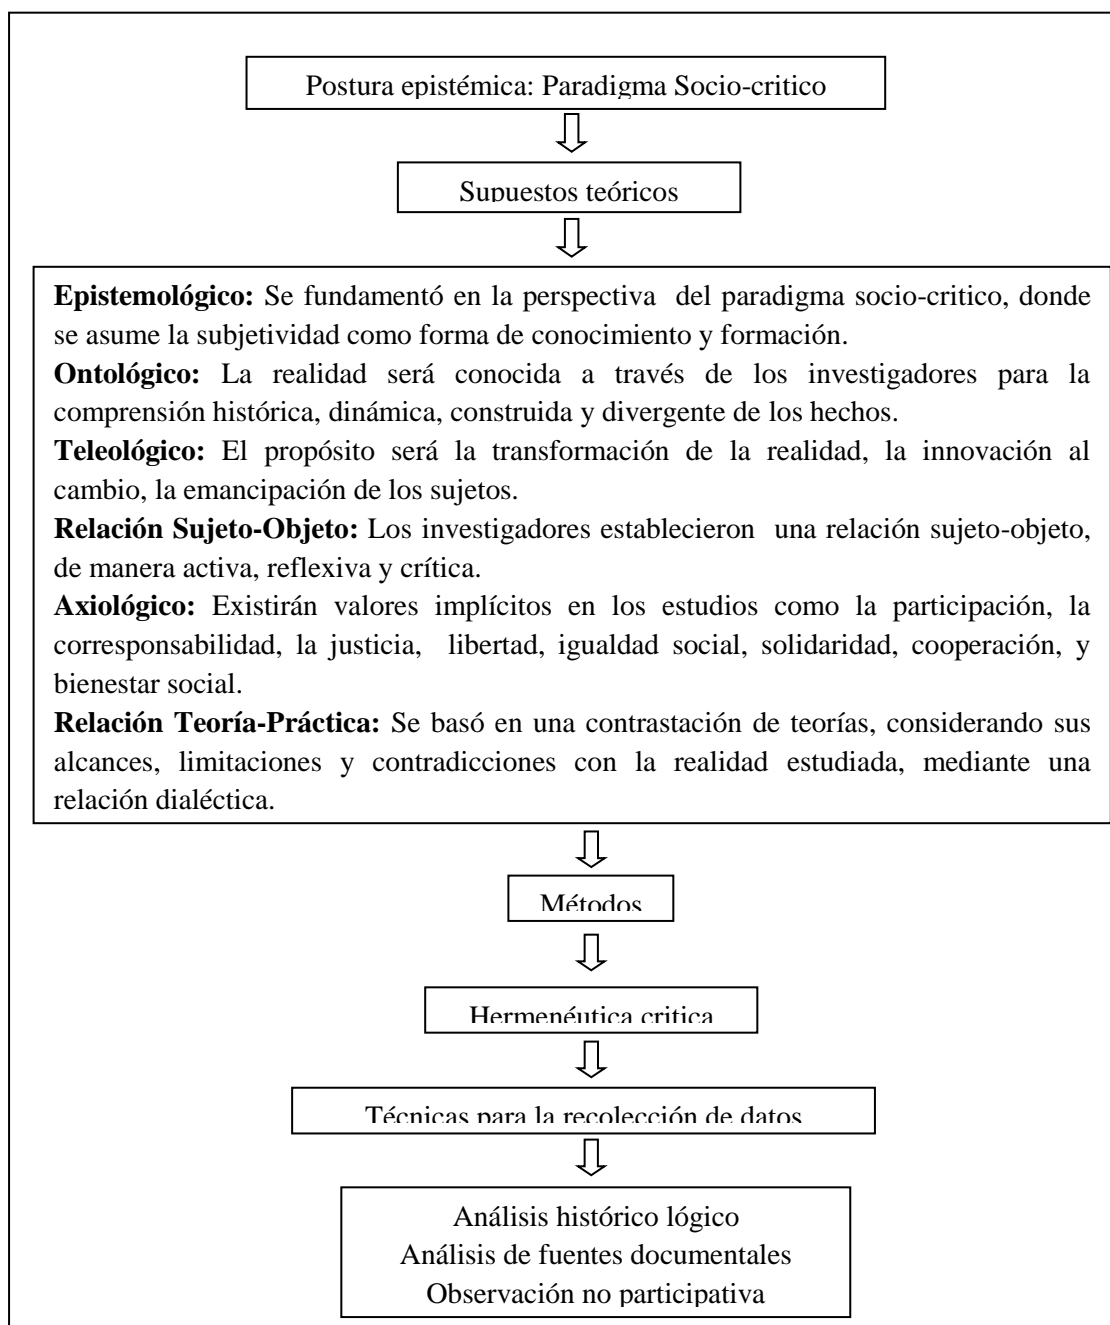 Postura epistémica: Paradigma Socio-critico
Supuestos teóricos
Epistemológico: Se fundamentó en la perspectiva del paradigma socio-critico, donde
se asume la subjetividad como forma de conocimiento y formación.
Ontológico: La realidad será conocida a través de los investigadores para la
comprensión histórica, dinámica, construida y divergente de los hechos.
Teleológico: El propósito será la transformación de la realidad, la innovación al
cambio, la emancipación de los sujetos.
Relación Sujeto-Objeto: Los investigadores establecieron una relación sujeto-objeto,
de manera activa, reflexiva y crítica.
Axiológico: Existirán valores implícitos en los estudios como la participación, la
corresponsabilidad, la justicia, libertad, igualdad social, solidaridad, cooperación, y
bienestar social.
Relación Teoría-Práctica: Se basó en una contrastación de teorías, considerando sus
alcances, limitaciones y contradicciones con la realidad estudiada, mediante una
relación dialéctica.
Métodos
Hermenéutica critica
Técnicas para la recolección de datos
Análisis histórico lógico
Análisis de fuentes documentales
Observación no participativa